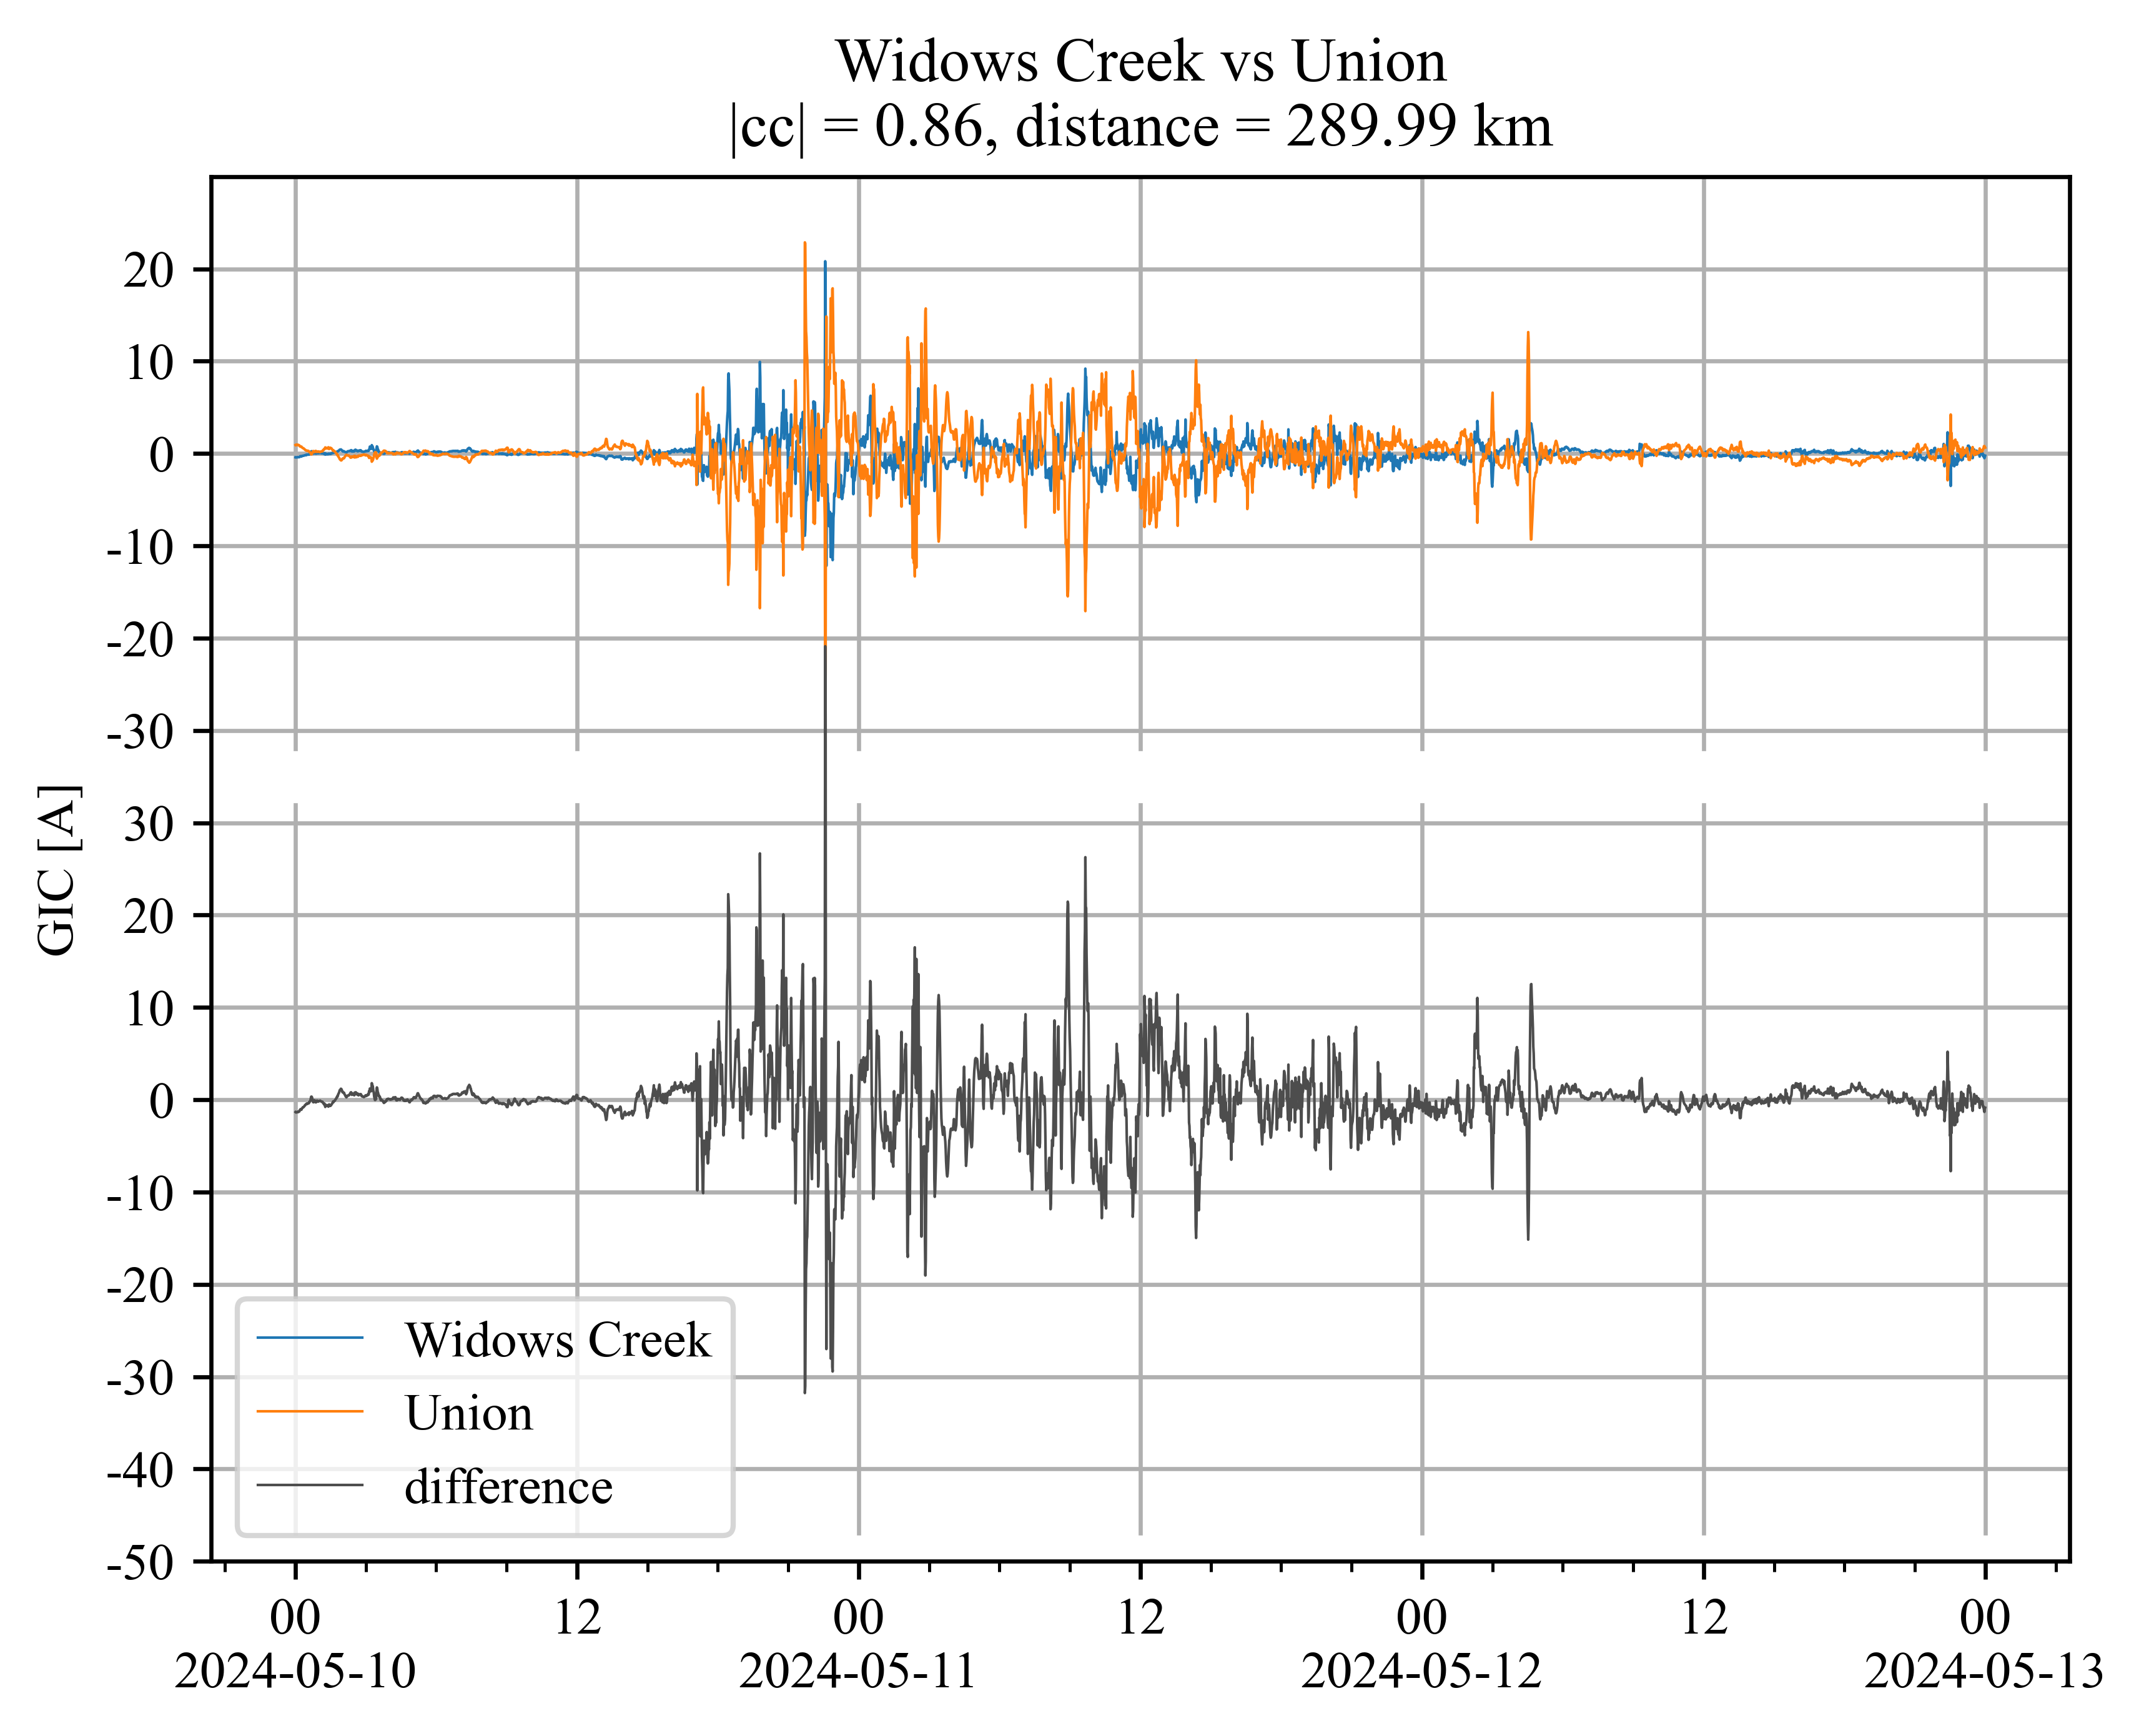 Widows Creek vs Union
|cc| = 0.86, distance = 289.99 km
20
10
0
-10
-20
-30
30
20
10
0
-10
-20
-30
-40
-50
GIC [A]
Widows Creek
Union
difference
00 12 00 12 00 12 00
2024-05-10 2024-05-11 2024-05-12 2024-05-13